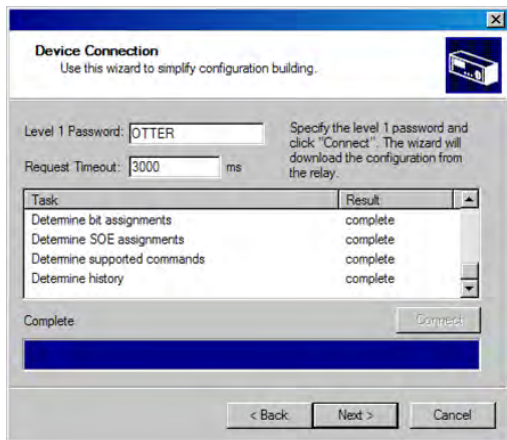 Device Connection
Use this wizard to simplify configuration building.
Level 1 Password: OTTER
Request Timeout: 3000 ms
Specify the level 1 password and
click "Connect". The wizard will
download the configuration from
the relay.
Task Result
Determine bit assignments complete
Determine SOE assignments complete
Determine supported commands complete
Determine history complete
Complete
Connect
< Back Next > Cancel